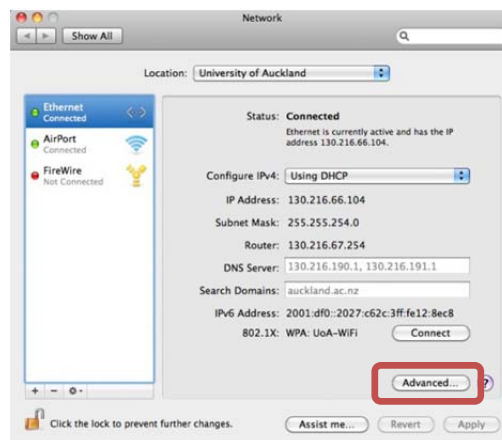 Network
Show All
Location: University of Auckland
Ethernet
Connected
AirPort
Connected
FireWire
Not Connected
Status: Connected
Ethernet is currently active and has the IP
address 130.216.66.104.
Configure IPv4: Using DHCP
IP Address: 130.216.66.104
Subnet Mask: 255.255.254.0
Router: 130.216.67.254
DNS Server: 130.216.190.1, 130.216.191.1
Search Domains: auckland.ac.nz
IPv6 Address: 2001:df0::2027:c62c:3ff:fe12:8ec8
802.1X: WPA: UoA-WiFi Connect
Advanced... ?
Click the lock to prevent further changes.
Assist me... Revert Apply